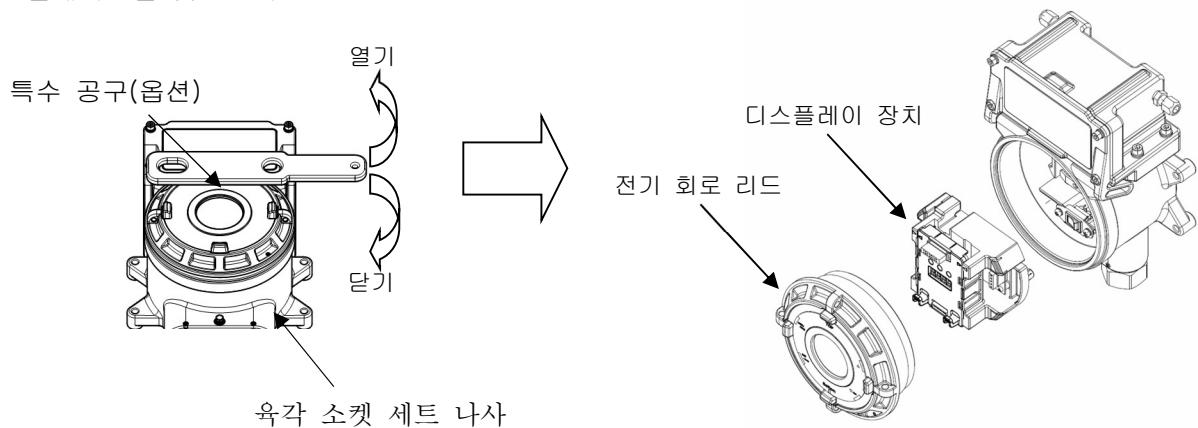 열기
특수 공구(옵션)
닫기
육각 소켓 세트 나사
디스플레이 장치
전기 회로 리드